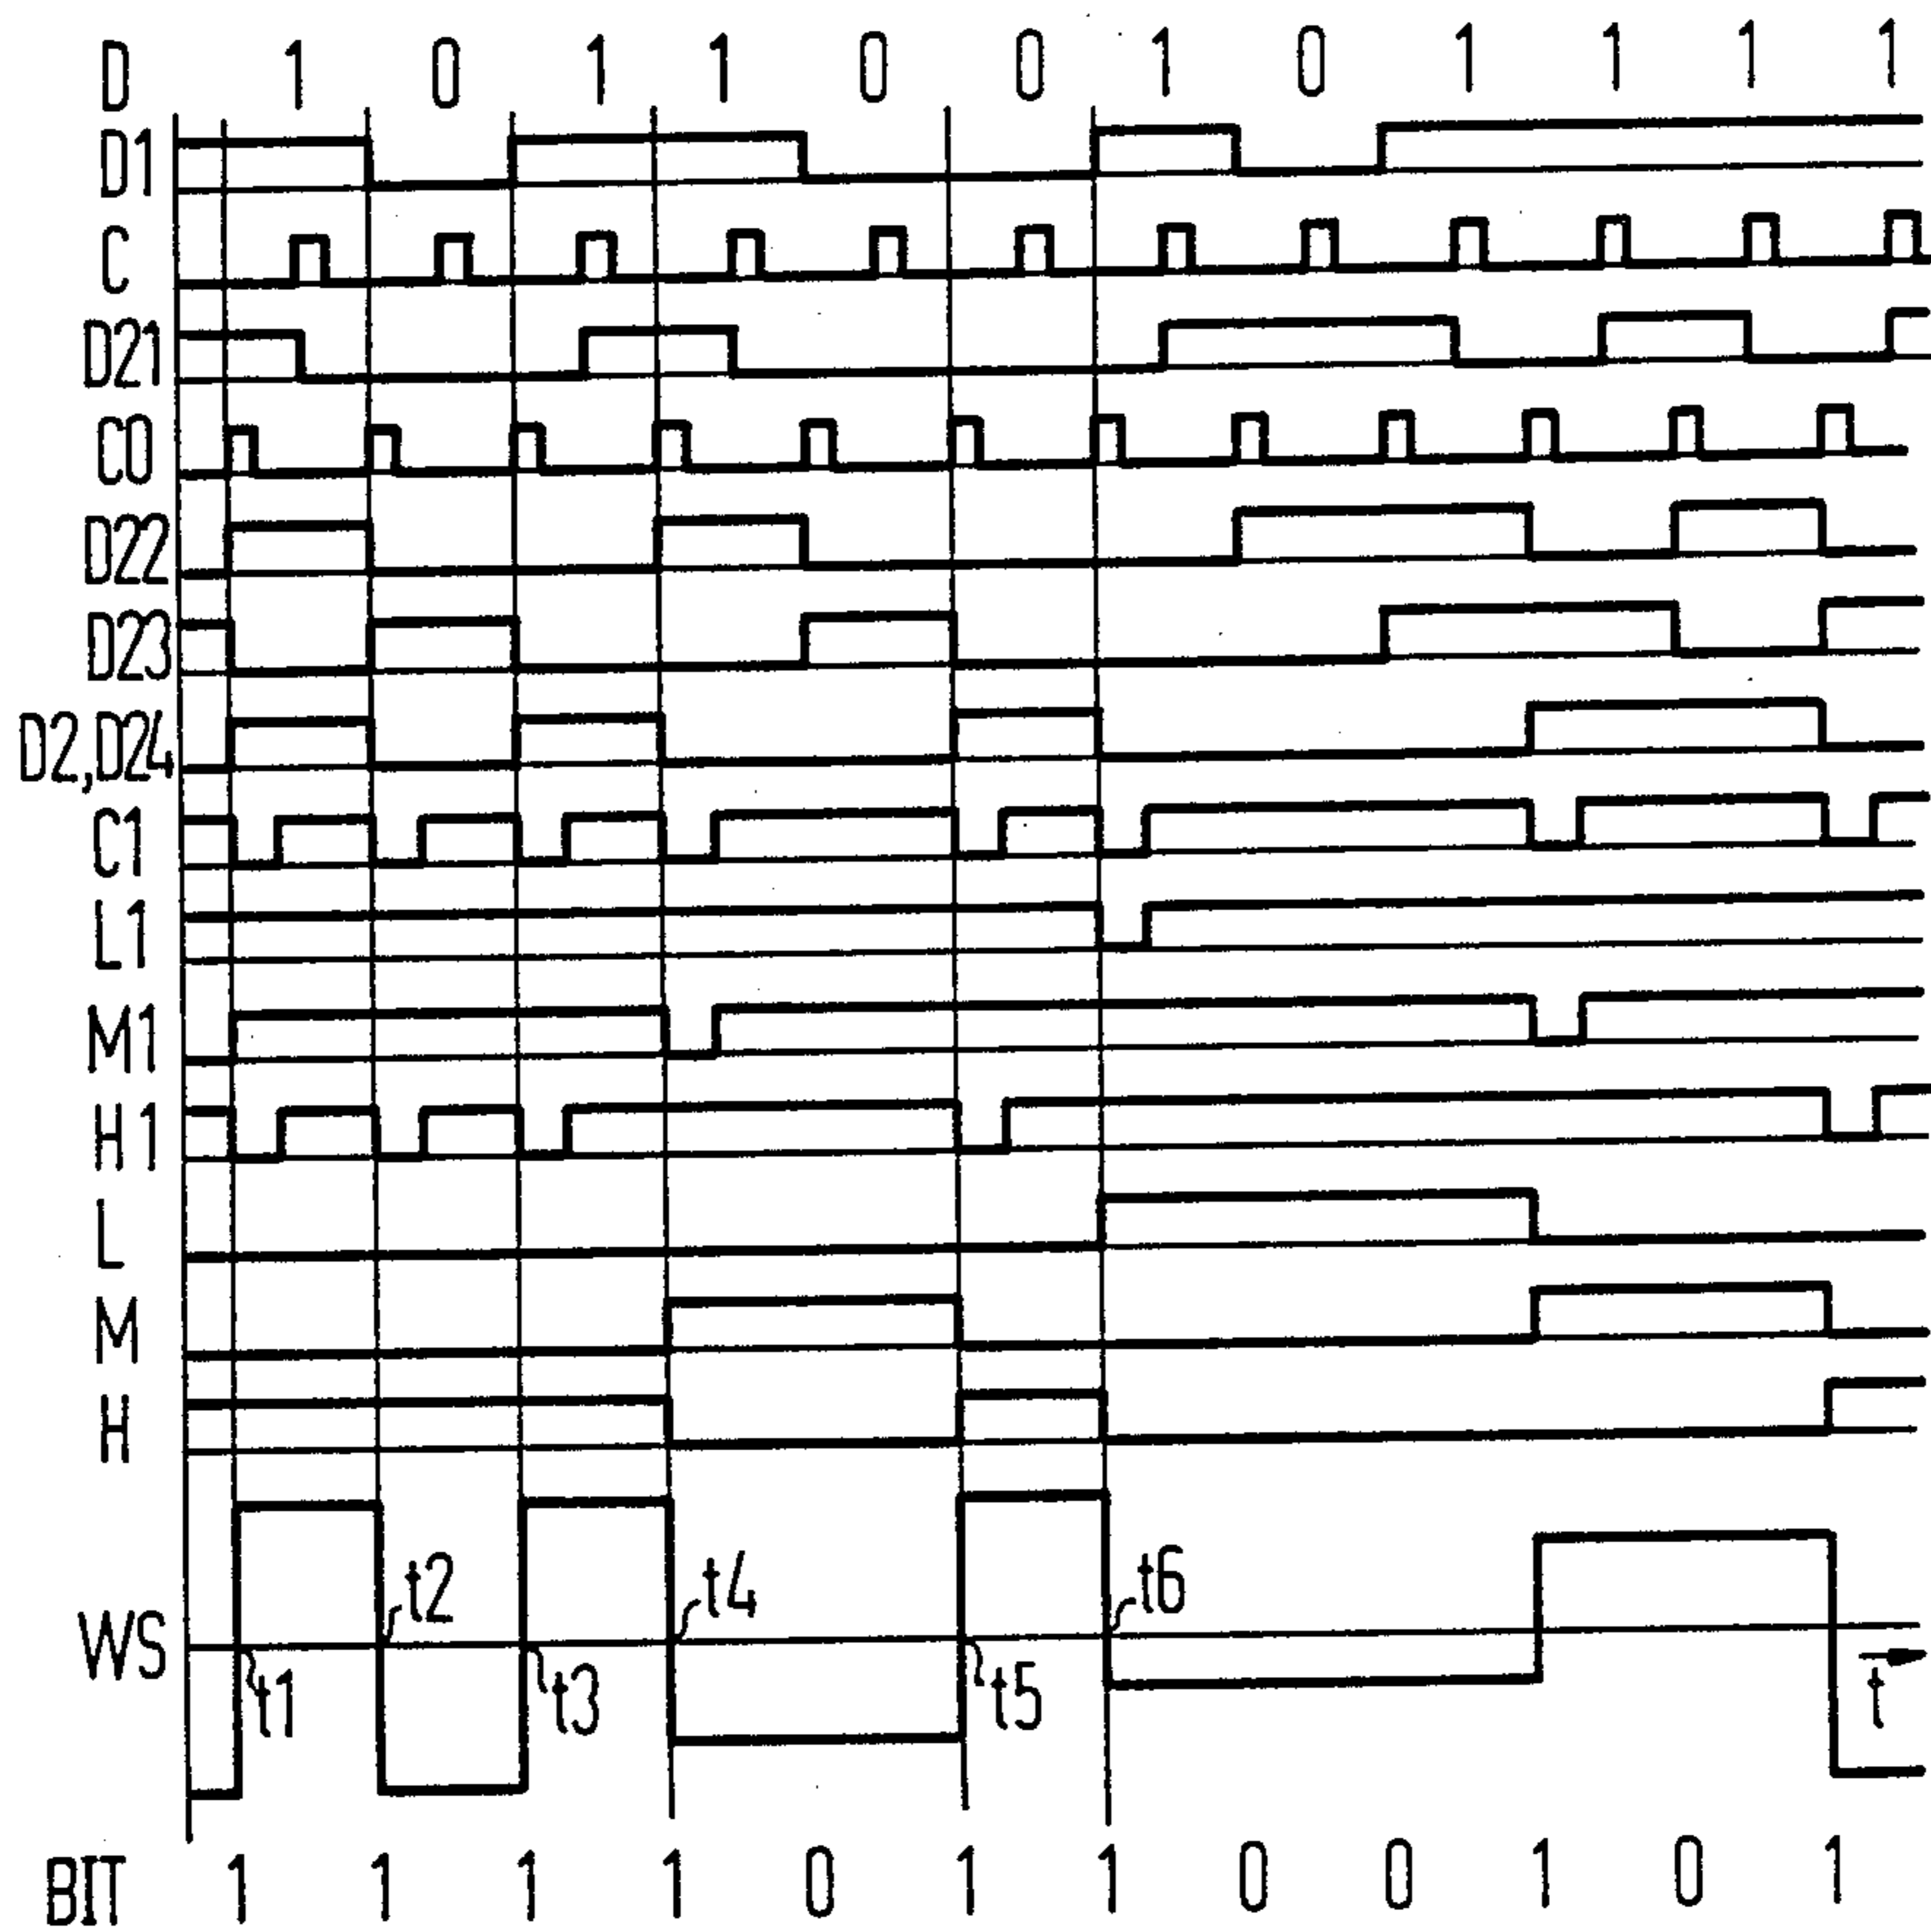 D 1 0 1 1 0 0 1 0 1 1 1 1
D1
C
D21
C0
D22
D23
D2,D24
C1
L1
M1
H1
L
M
H
WS t1 t2 t3 t4 t5 t6 t
BIT 1 1 1 1 0 1 1 0 0 1 0 1